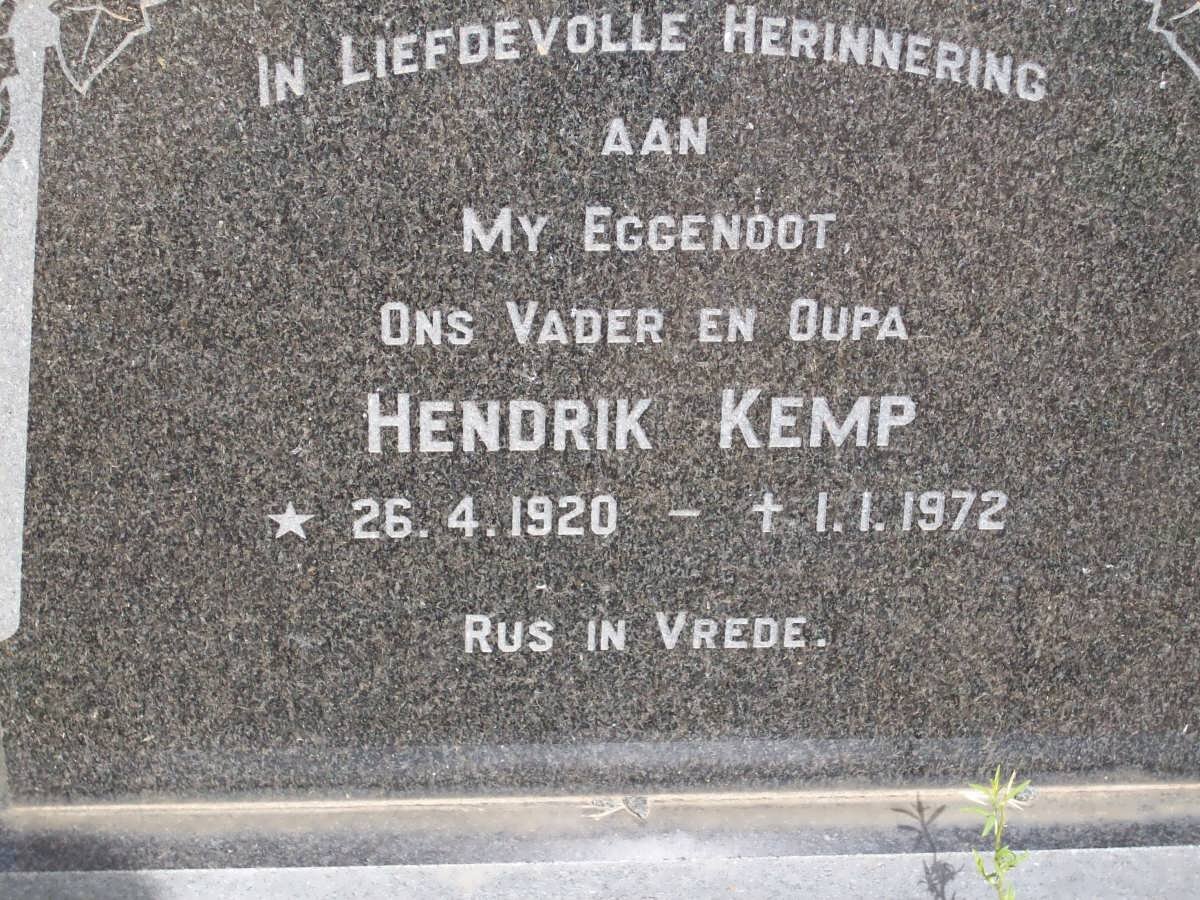 IN LIEFDEVOLLE HERINNERING
AAN
MY EGGENOOT
ONS VADER EN OUPA
HENDRIK KEMP
★ 26.4.1920 – ✝ 1.1.1972
RUS IN VREDE.